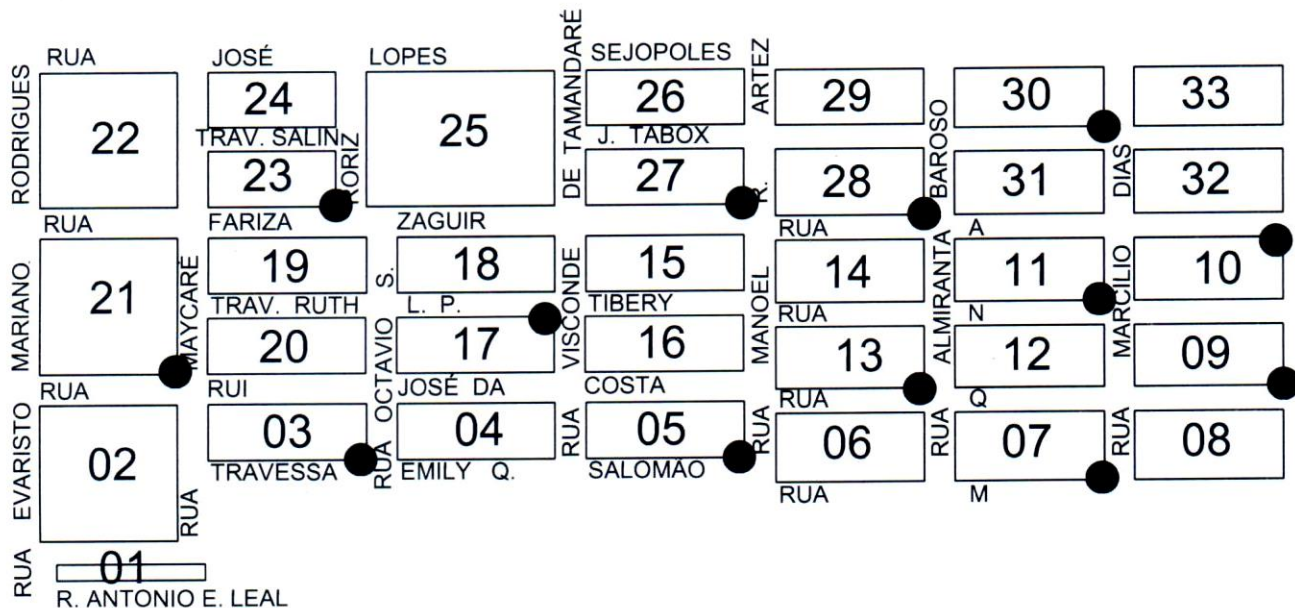 RUA JOSÉ LOPES SEJOPOLES
24 26 29 30 33
22 25
TRAV. SALIN J. TABOX
23 27 28 31 32
RUA FARIZA ZAGUIR RUA A
19 18 15 14 11 10
21
TRAV. RUTH L. P. TIBERY RUA N
20 17 16 13 12 09
RUA RUI JOSÉ DA COSTA RUA Q
03 04 05 06 07 08
02
TRAVESSA EMILY Q. SALOMÃO RUA M
01
R. ANTONIO E. LEAL
RUA EVARISTO MARIANO. RODRIGUES
RUA MAYCARÉ
RUA OCTAVIO S. RORIZ
RUA VISCONDE DE TAMANDARÉ
RUA MANOEL R. ARTEZ
RUA ALMIRANTA BAROSO
RUA MARCILIO DIAS